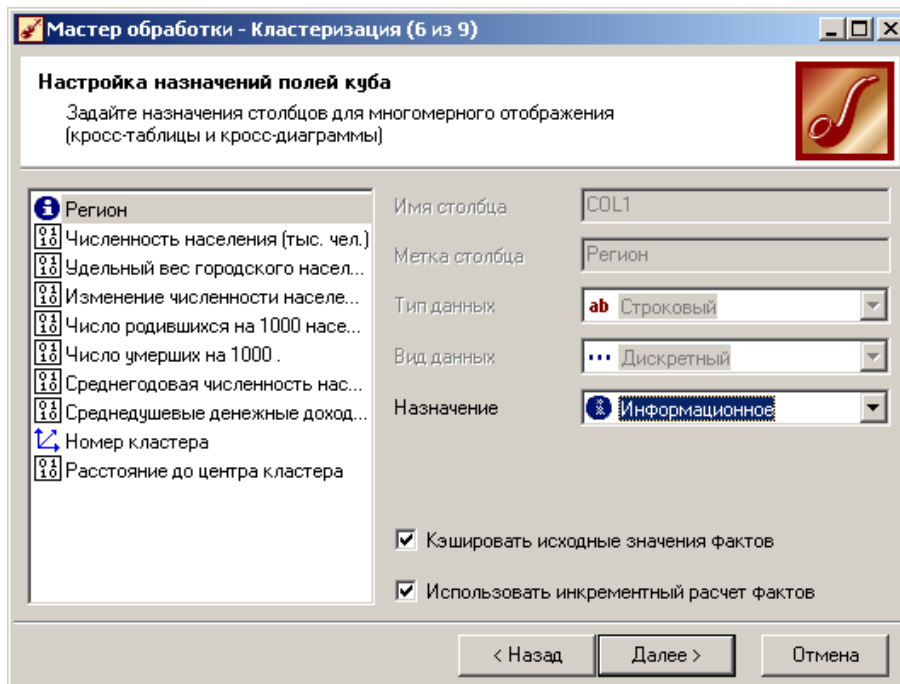 Мастер обработки - Кластеризация (6 из 9)
Настройка назначений полей куба
Задайте назначения столбцов для многомерного отображения
(кросс-таблицы и кросс-диаграммы)
Регион
Численность населения (тыс. чел.)
Удельный вес городского насел...
Изменение численности населе...
Число родившихся на 1000 насе...
Число умерших на 1000 .
Среднегодовая численность нас...
Среднедушевые денежные доход...
Номер кластера
Расстояние до центра кластера
Имя столбца COL1
Метка столбца Регион
Тип данных ab Строковый
Вид данных Дискретный
Назначение Информационное
Кэшировать исходные значения фактов
Использовать инкрементный расчет фактов
< Назад Далее > Отмена